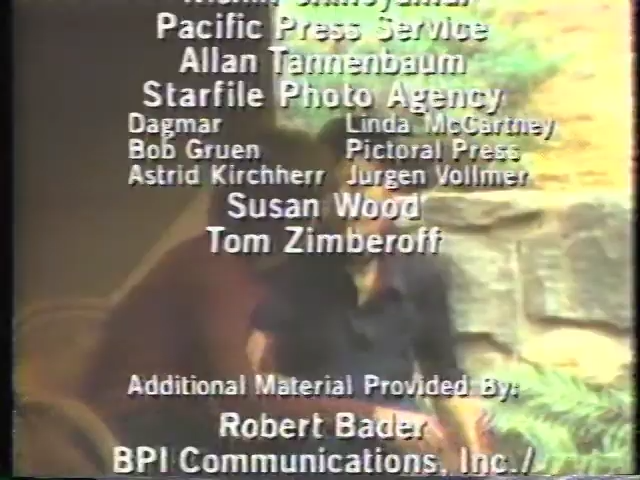 Pacific Press Service
Allan Tannenbaum
Starfile Photo Agency
Dagmar Linda McCartney
Bob Gruen Pictoral Press
Astrid Kirchherr Jurgen Vollmer
Susan Wood
Tom Zimberoff
Additional Material Provided By:
Robert Bader
BPI Communications, Inc./